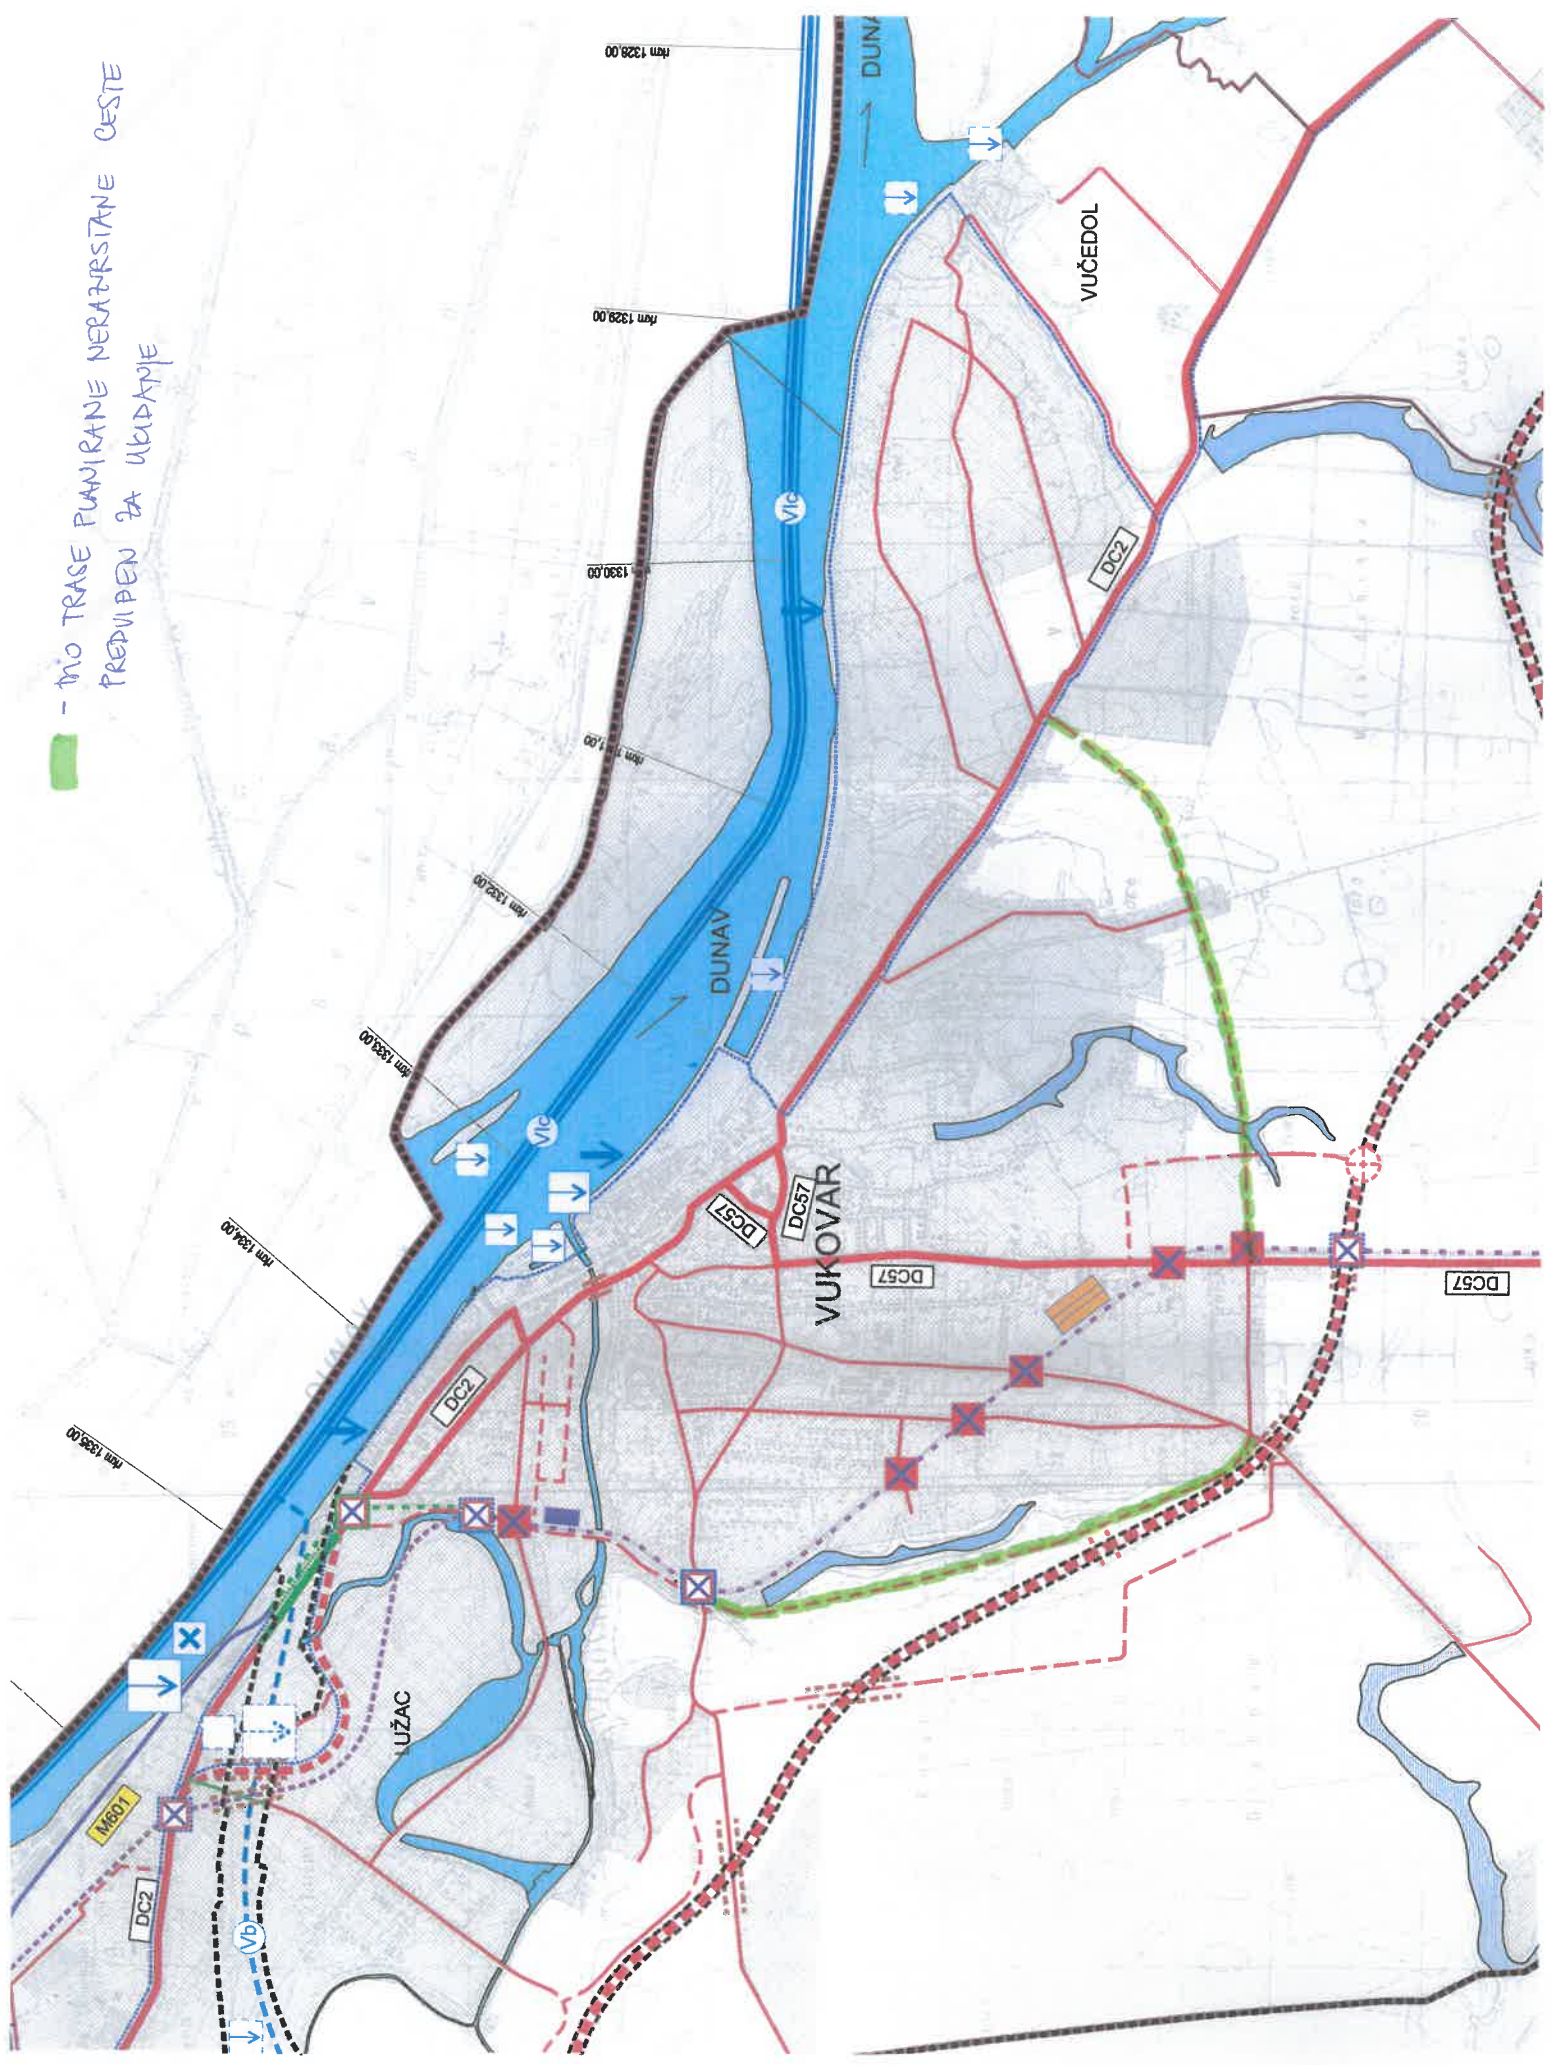 - DIO TRASE PLANIRANE NERAZVRSTANE CESTE
PREDVIĐEN ZA UKIDANJE
rkm 1328,00
DUNA
rkm 1329,00
VUČEDOL
VIc
rkm 1330,00
DC2
rkm 1332,00
DUNAV
rkm 1333,00
VIc
rkm 1334,00
DC57
DC57
VUKOVAR
DC57
DC57
DC2
rkm 1335,00
LUŽAC
M601
DC2
Vb